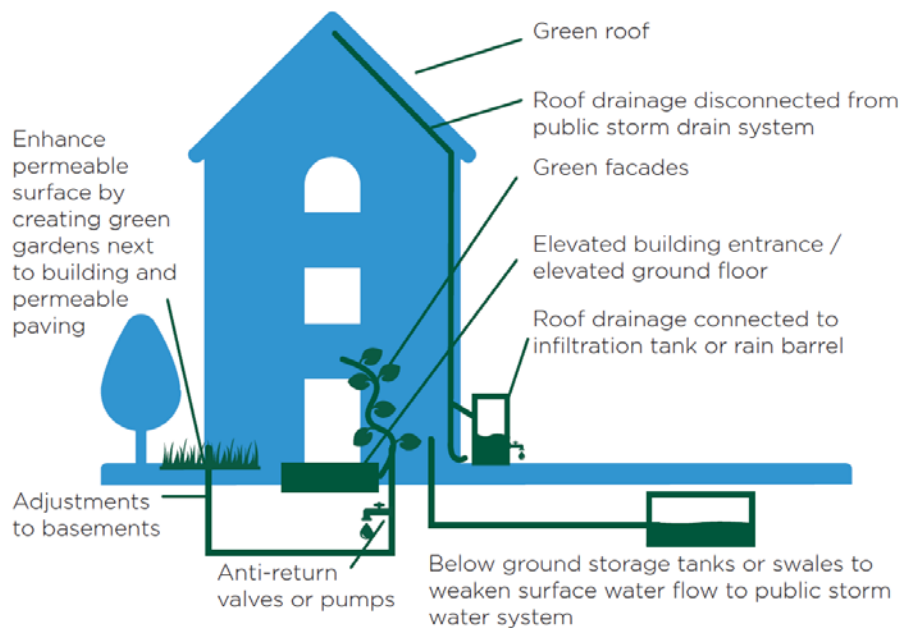 Green roof
Roof drainage disconnected from
public storm drain system
Enhance
permeable
surface by
creating green
gardens next
to building and
permeable
paving
Green facades
Elevated building entrance /
elevated ground floor
Roof drainage connected to
infiltration tank or rain barrel
Adjustments
to basements
Anti-return
valves or pumps
Below ground storage tanks or swales to
weaken surface water flow to public storm
water system